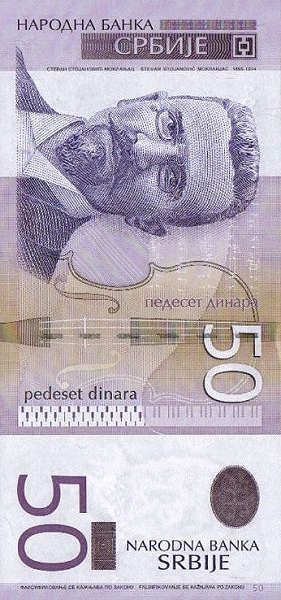 НАРОДНА БАНКА
СРБИЈЕ
СТЕВАН СТОЈАНОВИЋ МОКРАЊАЦ STEVAN STOJANOVIĆ MOKRANJAC 1856-1914
педесет динара
50
pedeset dinara
50
NARODNA BANKA
SRBIJE
ФАЛСИФИКОВАЊЕ СЕ КАЖЊАВА ПО ЗАКОНУ FALSIFIKOVANJE SE KAŽNJAVA PO ZAKONU 50